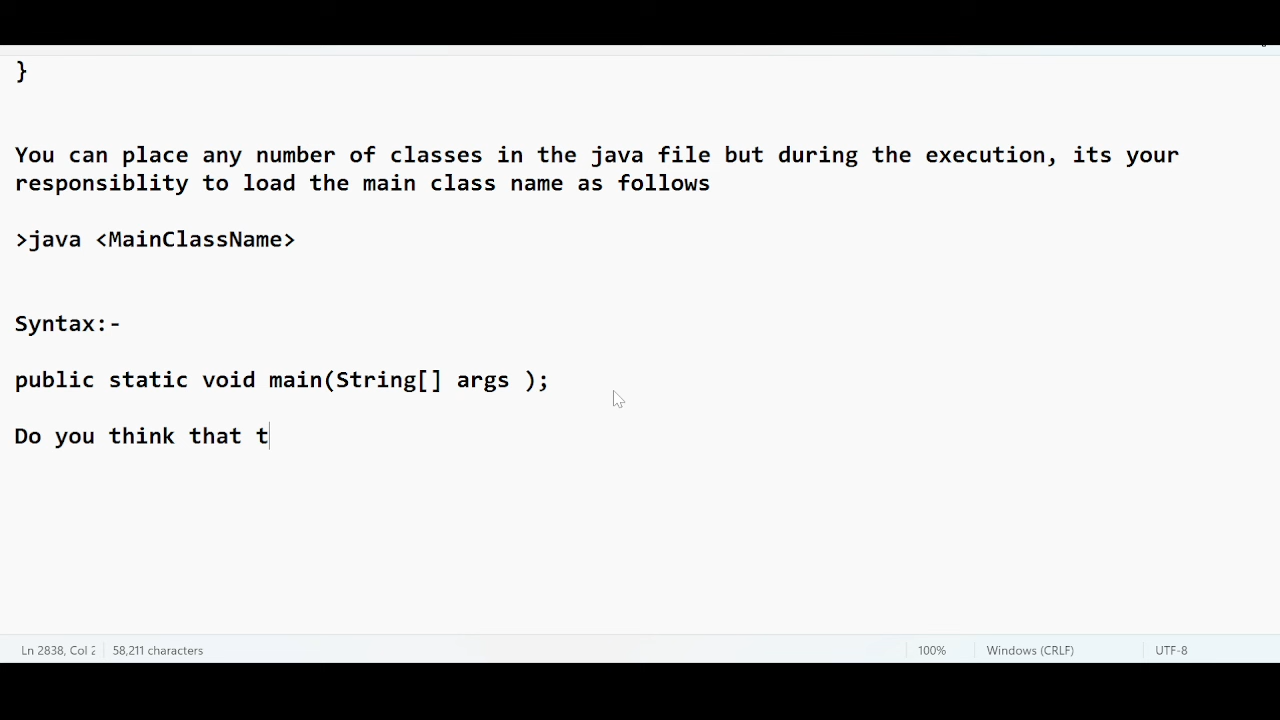 }
You can place any number of classes in the java file but during the execution, its your
responsiblity to load the main class name as follows
>java <MainClassName>
Syntax:-
public static void main(String[] args );
Do you think that t
Ln 2838, Col 2
58,211 characters
100%
Windows (CRLF)
UTF-8